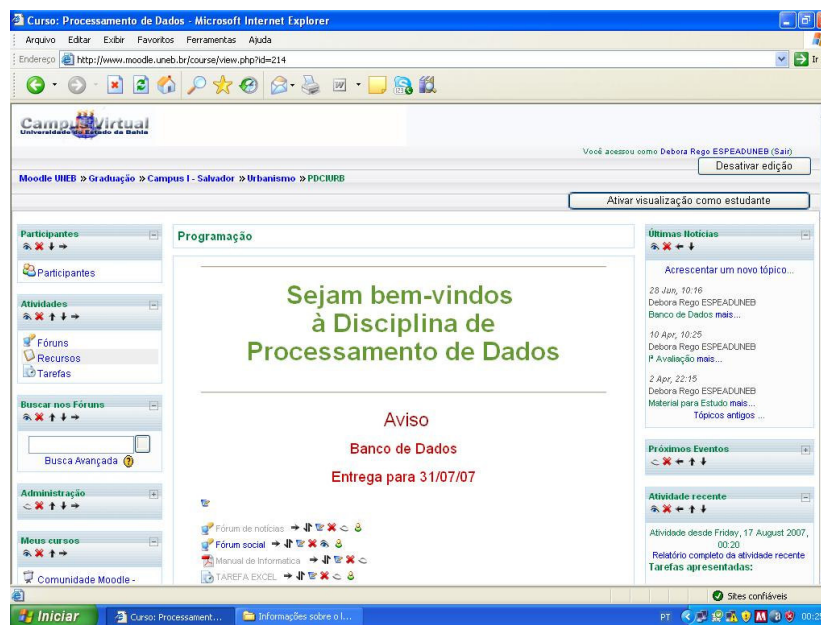 Curso: Processamento de Dados - Microsoft Internet Explorer
Arquivo Editar Exibir Favoritos Ferramentas Ajuda
Endereço http://www.moodle.uneb.br/course/view.php?id=214 Ir
Campus Virtual
Universidade do Estado da Bahia
Você acessou como Debora Rego ESPEADUNEB (Sair)
Desativar edição
Moodle UNEB » Graduação » Campus I - Salvador » Urbanismo » PDCIURB
Ativar visualização como estudante
Participantes
Participantes
Atividades
Fóruns
Recursos
Tarefas
Buscar nos Fóruns
Busca Avançada
Administração
Meus cursos
Comunidade Moodle -
Programação
Sejam bem-vindos
à Disciplina de
Processamento de Dados
Aviso
Banco de Dados
Entrega para 31/07/07
Fórum de notícias
Fórum social
Manual de Informatica
TAREFA EXCEL
Últimas Notícias
Acrescentar um novo tópico...
28 Jun, 10:16
Debora Rego ESPEADUNEB
Banco de Dados mais...
10 Apr, 10:25
Debora Rego ESPEADUNEB
Iª Avaliação mais...
2 Apr, 22:15
Debora Rego ESPEADUNEB
Material para Estudo mais...
Tópicos antigos ...
Próximos Eventos
Atividade recente
Atividade desde Friday, 17 August 2007,
00:20
Relatório completo da atividade recente
Tarefas apresentadas:
Sites confiáveis
Iniciar Curso: Processament... Informações sobre o l... PT